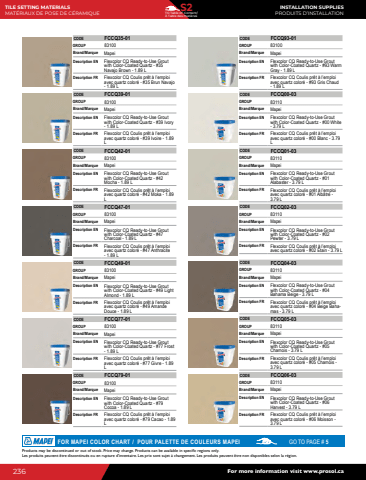 TILE SETTING MATERIALS
MATÉRIAUX DE POSE DE CÉRAMIQUE
S2
INSTALLATION SUPPLIES
PRODUITS D'INSTALLATION
CODE FCCQ35-01
GROUP 83100
Brand/Marque Mapei
Description EN Flexcolor CQ Ready-to-Use Grout
with Color-Coated Quartz - #35
Navajo Brown - 1.89 L
Description FR Flexcolor CQ Coulis prêt à l'emploi
avec quartz coloré - #35 Brun Navajo
- 1.89 L
CODE FCCQ39-01
GROUP 83100
Brand/Marque Mapei
Description EN Flexcolor CQ Ready-to-Use Grout
with Color-Coated Quartz - #39 Ivory
- 1.89 L
Description FR Flexcolor CQ Coulis prêt à l'emploi
avec quartz coloré - #39 Ivoire - 1.89
L
CODE FCCQ42-01
GROUP 83100
Brand/Marque Mapei
Description EN Flexcolor CQ Ready-to-Use Grout
with Color-Coated Quartz - #42
Mocha - 1.89 L
Description FR Flexcolor CQ Coulis prêt à l'emploi
avec quartz coloré - #42 Moka - 1.89
L
CODE FCCQ47-01
GROUP 83100
Brand/Marque Mapei
Description EN Flexcolor CQ Ready-to-Use Grout
with Color-Coated Quartz - #47
Charcoal - 1.89 L
Description FR Flexcolor CQ Coulis prêt à l'emploi
avec quartz coloré - #47 Anthracite
- 1.89 L
CODE FCCQ49-01
GROUP 83100
Brand/Marque Mapei
Description EN Flexcolor CQ Ready-to-Use Grout
with Color-Coated Quartz - #49 Light
Almond - 1.89 L
Description FR Flexcolor CQ Coulis prêt à l'emploi
avec quartz coloré - #49 Amande
Douce - 1.89 L
CODE FCCQ77-01
GROUP 83100
Brand/Marque Mapei
Description EN Flexcolor CQ Ready-to-Use Grout
with Color-Coated Quartz - #77 Frost
- 1.89 L
Description FR Flexcolor CQ Coulis prêt à l'emploi
avec quartz coloré - #77 Givre - 1.89
L
CODE FCCQ79-01
GROUP 83100
Brand/Marque Mapei
Description EN Flexcolor CQ Ready-to-Use Grout
with Color-Coated Quartz - #79
Cocoa - 1.89 L
Description FR Flexcolor CQ Coulis prêt à l'emploi
avec quartz coloré - #79 Cacao - 1.89
L
CODE FCCQ93-01
GROUP 83100
Brand/Marque Mapei
Description EN Flexcolor CQ Ready-to-Use Grout
with Color-Coated Quartz - #93 Warm
Gray - 1.89 L
Description FR Flexcolor CQ Coulis prêt à l'emploi
avec quartz coloré - #93 Gris Chaud
- 1.89 L
CODE FCCQ00-03
GROUP 83110
Brand/Marque Mapei
Description EN Flexcolor CQ Ready-to-Use Grout
with Color-Coated Quartz - #00 White
- 3.79 L
Description FR Flexcolor CQ Coulis prêt à l'emploi
avec quartz coloré - #00 Blanc - 3.79
L
CODE FCCQ01-03
GROUP 83110
Brand/Marque Mapei
Description EN Flexcolor CQ Ready-to-Use Grout
with Color-Coated Quartz - #01
Alabaster - 3.79 L
Description FR Flexcolor CQ Coulis prêt à l'emploi
avec quartz coloré - #01 Albâtre -
3.79 L
CODE FCCQ02-03
GROUP 83110
Brand/Marque Mapei
Description EN Flexcolor CQ Ready-to-Use Grout
with Color-Coated Quartz - #02
Pewter - 3.79 L
Description FR Flexcolor CQ Coulis prêt à l'emploi
avec quartz coloré - #02 Étain - 3.79 L
CODE FCCQ04-03
GROUP 83110
Brand/Marque Mapei
Description EN Flexcolor CQ Ready-to-Use Grout
with Color-Coated Quartz - #04
Bahama Beige - 3.79 L
Description FR Flexcolor CQ Coulis prêt à l'emploi
avec quartz coloré - #04 Beige Baha-
mas - 3.79 L
CODE FCCQ05-03
GROUP 83110
Brand/Marque Mapei
Description EN Flexcolor CQ Ready-to-Use Grout
with Color-Coated Quartz - #05
Chamois - 3.79 L
Description FR Flexcolor CQ Coulis prêt à l'emploi
avec quartz coloré - #05 Chamois -
3.79 L
CODE FCCQ06-03
GROUP 83110
Brand/Marque Mapei
Description EN Flexcolor CQ Ready-to-Use Grout
with Color-Coated Quartz - #06
Harvest - 3.79 L
Description FR Flexcolor CQ Coulis prêt à l'emploi
avec quartz coloré - #06 Moisson -
3.79 L
MAPEI FOR MAPEI COLOR CHART / POUR PALETTE DE COULEURS MAPEI GO TO PAGE # 5
Products may be discontinued or out of stock. Price may change. Products can be available in specific regions only.
Les produits peuvent être discontinués ou en rupture d'inventaire. Les prix sont sujet à changement. Les produits peuvent être non disponibles selon la région.
236
For more information visit www.prosol.ca